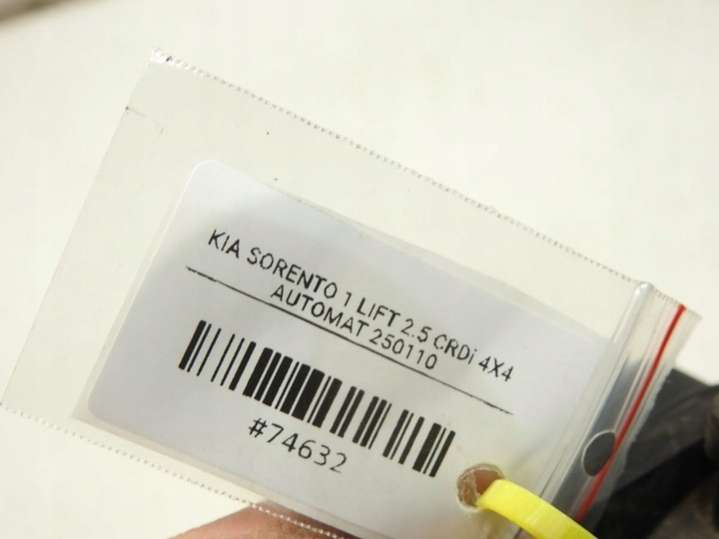 KIA SORENTO 1 LIFT 2.5 CRDi 4X4
AUTOMAT 250110
#74632